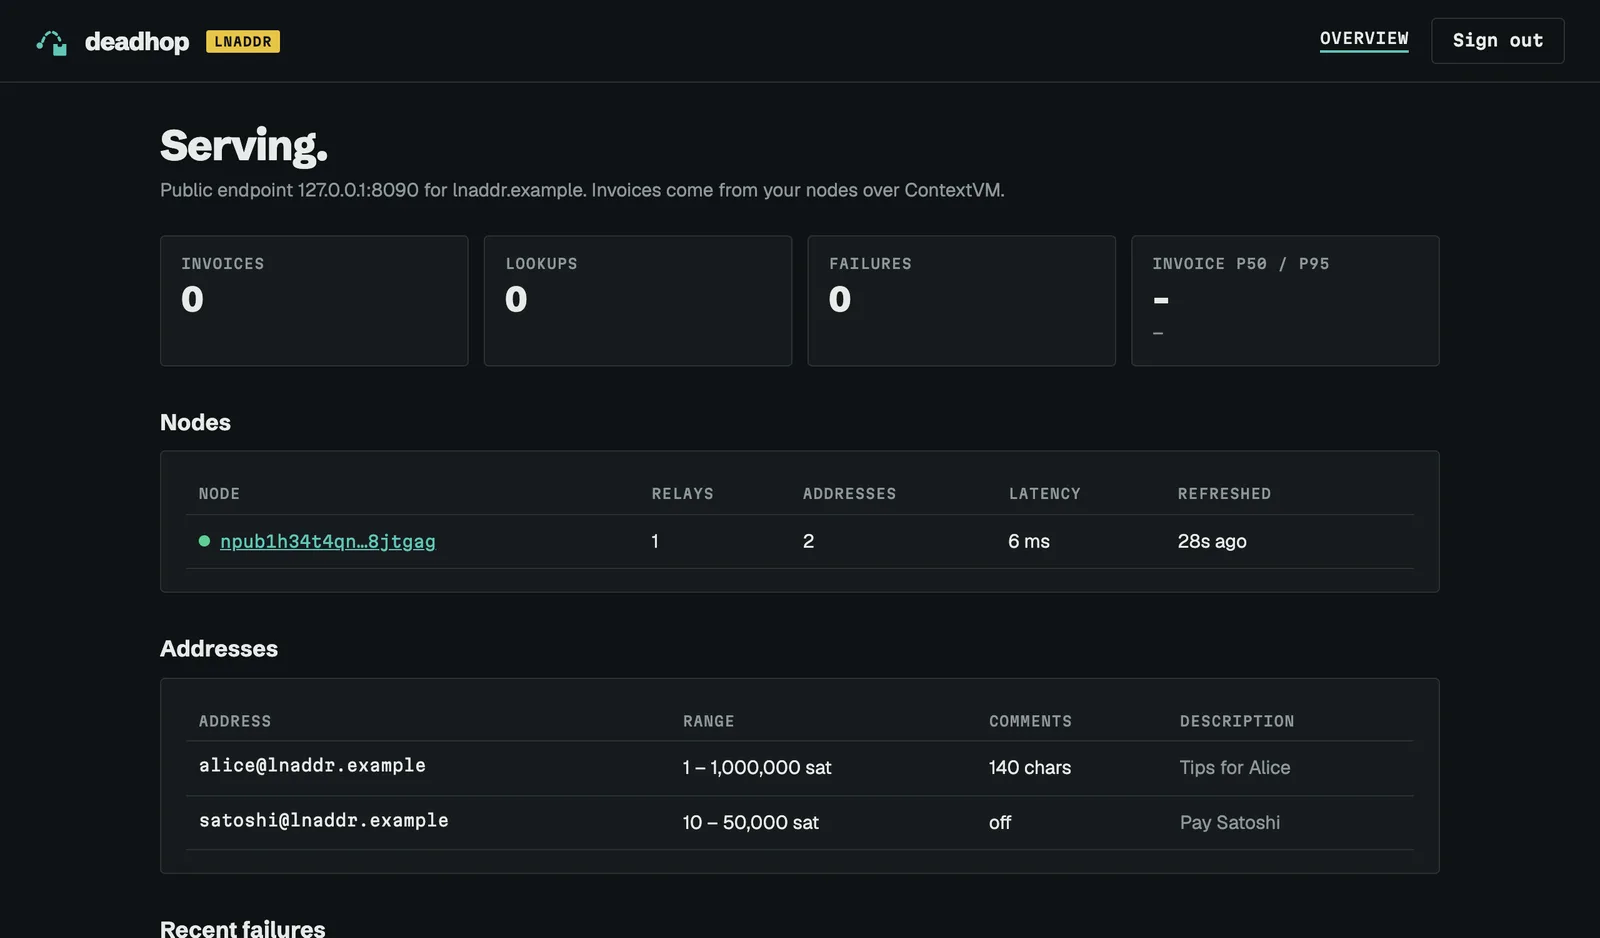 deadhop LNADDR OVERVIEW Sign out
Serving.
Public endpoint 127.0.0.1:8090 for lnaddr.example. Invoices come from your nodes over ContextVM.
INVOICES LOOKUPS FAILURES INVOICE P50 / P95
0 0 0 -
–
Nodes
NODE RELAYS ADDRESSES LATENCY REFRESHED
npub1h34t4qn…8jtgag 1 2 6 ms 28s ago
Addresses
ADDRESS RANGE COMMENTS DESCRIPTION
alice@lnaddr.example 1 – 1,000,000 sat 140 chars Tips for Alice
satoshi@lnaddr.example 10 – 50,000 sat off Pay Satoshi
Recent failures